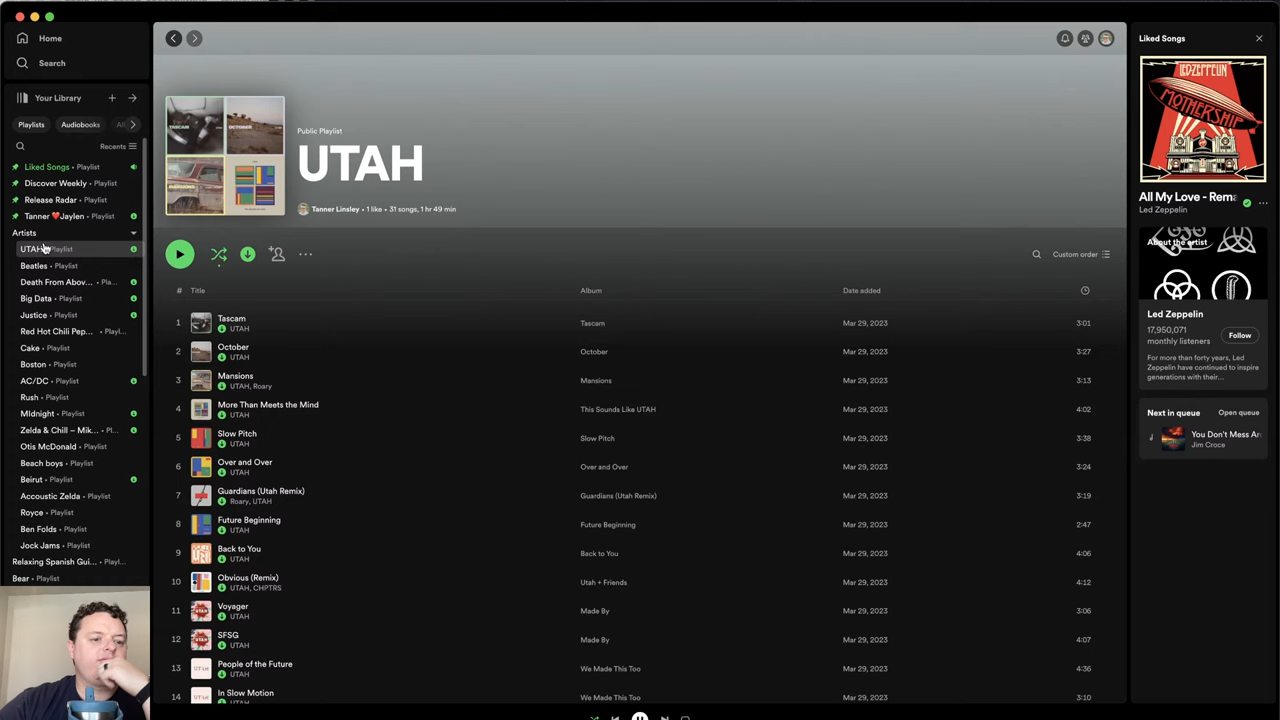 Home
Search
Your Library
Playlists
Audiobooks
Recents
Liked Songs • Playlist
Discover Weekly • Playlist
Release Radar • Playlist
Tanner ❤️Jaylen • Playlist
Artists
UTAH • Playlist
Beatles • Playlist
Death From Abov... • Pla...
Big Data • Playlist
Justice • Playlist
Red Hot Chili Pep... • Playl...
Cake • Playlist
Boston • Playlist
AC/DC • Playlist
Rush • Playlist
MIdnight • Playlist
Zelda & Chill – Mik... • Pl...
Otis McDonald • Playlist
Beach boys • Playlist
Beirut • Playlist
Accoustic Zelda • Playlist
Royce • Playlist
Ben Folds • Playlist
Jock Jams • Playlist
Relaxing Spanish Gui... • Playl...
Bear • Playlist
TASCAM
OCTOBER
MANSIONS
Public Playlist
UTAH
Tanner Linsley • 1 like • 31 songs, 1 hr 49 min
Custom order
# Title Album Date added
1 Tascam Tascam Mar 29, 2023 3:01
UTAH
2 October October Mar 29, 2023 3:27
UTAH
3 Mansions Mansions Mar 29, 2023 3:13
UTAH, Roary
4 More Than Meets the Mind This Sounds Like UTAH Mar 29, 2023 4:02
UTAH
5 Slow Pitch Slow Pitch Mar 29, 2023 3:38
UTAH
6 Over and Over Over and Over Mar 29, 2023 3:24
UTAH
7 Guardians (Utah Remix) Guardians (Utah Remix) Mar 29, 2023 3:19
Roary, UTAH
8 Future Beginning Future Beginning Mar 29, 2023 2:47
UTAH
9 Back to You Back to You Mar 29, 2023 4:06
UTAH
10 Obvious (Remix) Utah + Friends Mar 29, 2023 4:12
UTAH, CHPTRS
11 Voyager Made By Mar 29, 2023 3:06
UTAH
12 SFSG Made By Mar 29, 2023 4:07
UTAH
13 People of the Future We Made This Too Mar 29, 2023 4:36
UTAH
14 In Slow Motion We Made This Too Mar 29, 2023 3:10
UTAH
Liked Songs
LED ZEPPELIN
MOTHERSHIP
All My Love - Rema
Led Zeppelin
About the artist
Led Zeppelin
17,950,071
monthly listeners
Follow
For more than forty years, Led
Zeppelin have continued to inspire
generations with their...
Next in queue
Open queue
You Don't Mess Ar
Jim Croce